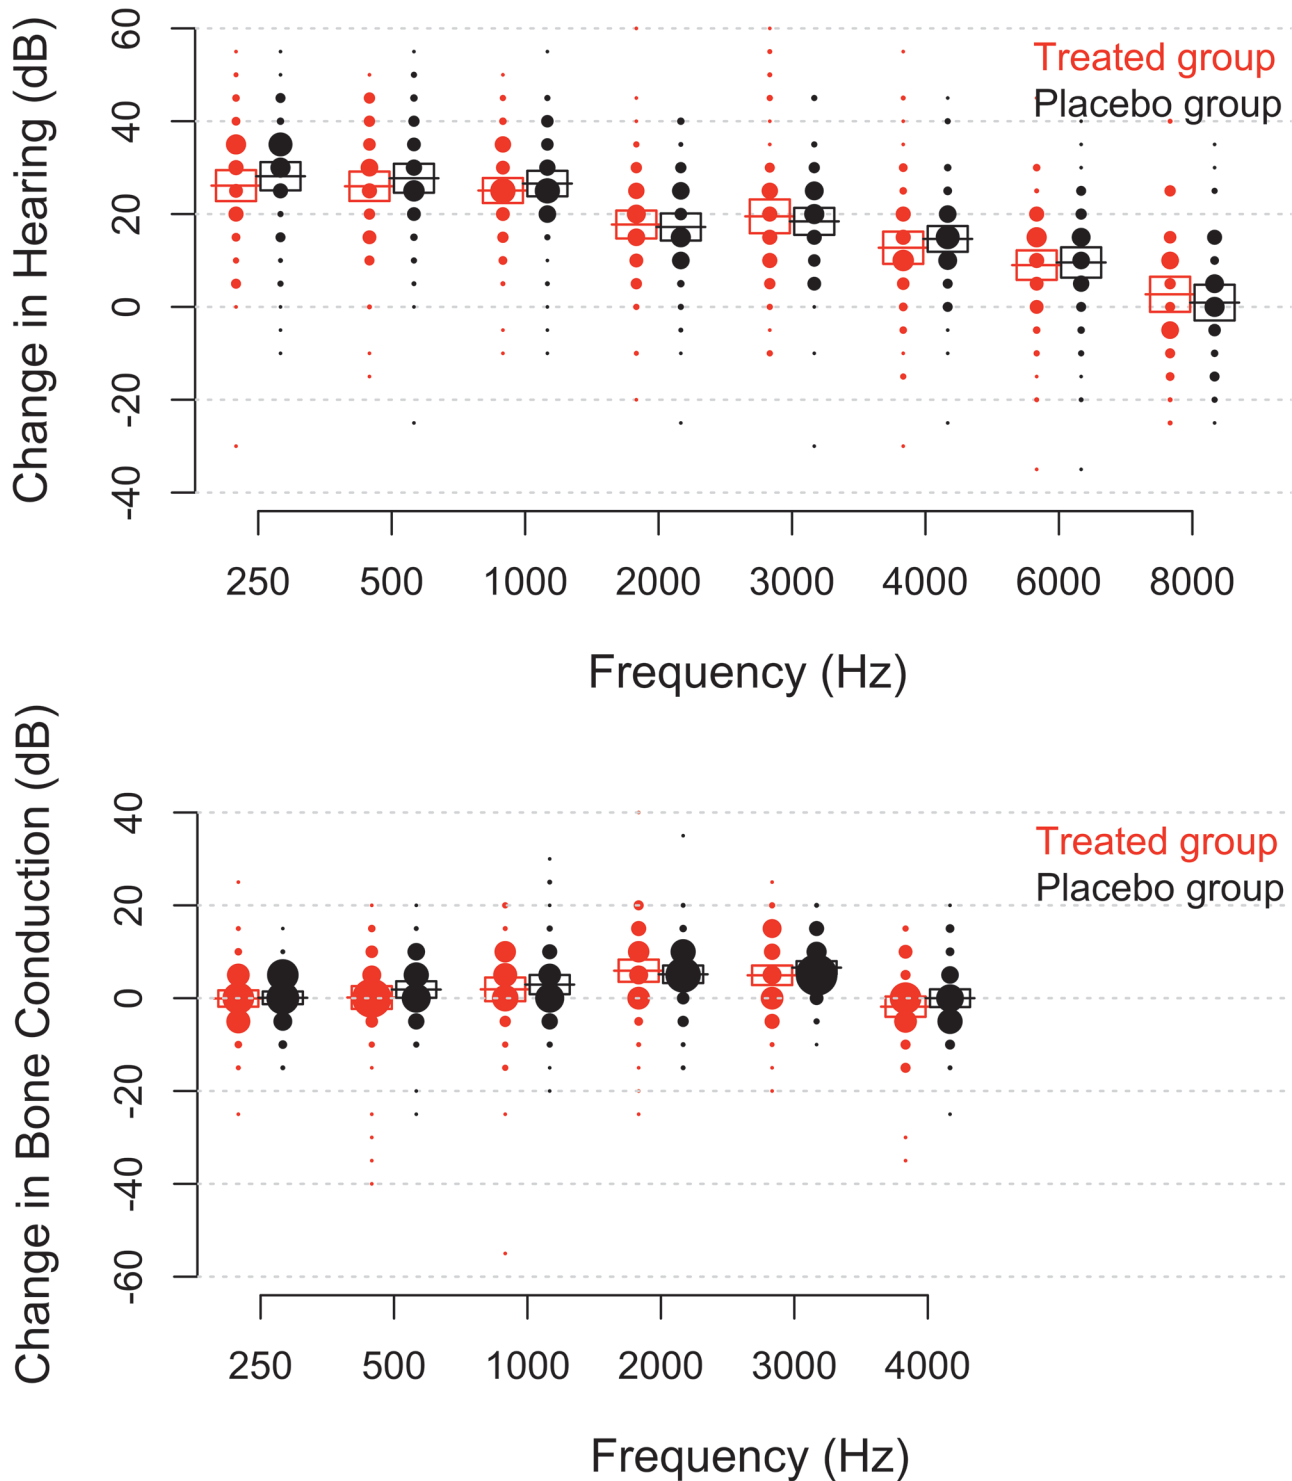 Change in Hearing (dB)
60
40
20
0
-20
-40
Treated group
Placebo group
250 500 1000 2000 3000 4000 6000 8000
Frequency (Hz)
Change in Bone Conduction (dB)
40
20
0
-20
-40
-60
Treated group
Placebo group
250 500 1000 2000 3000 4000
Frequency (Hz)